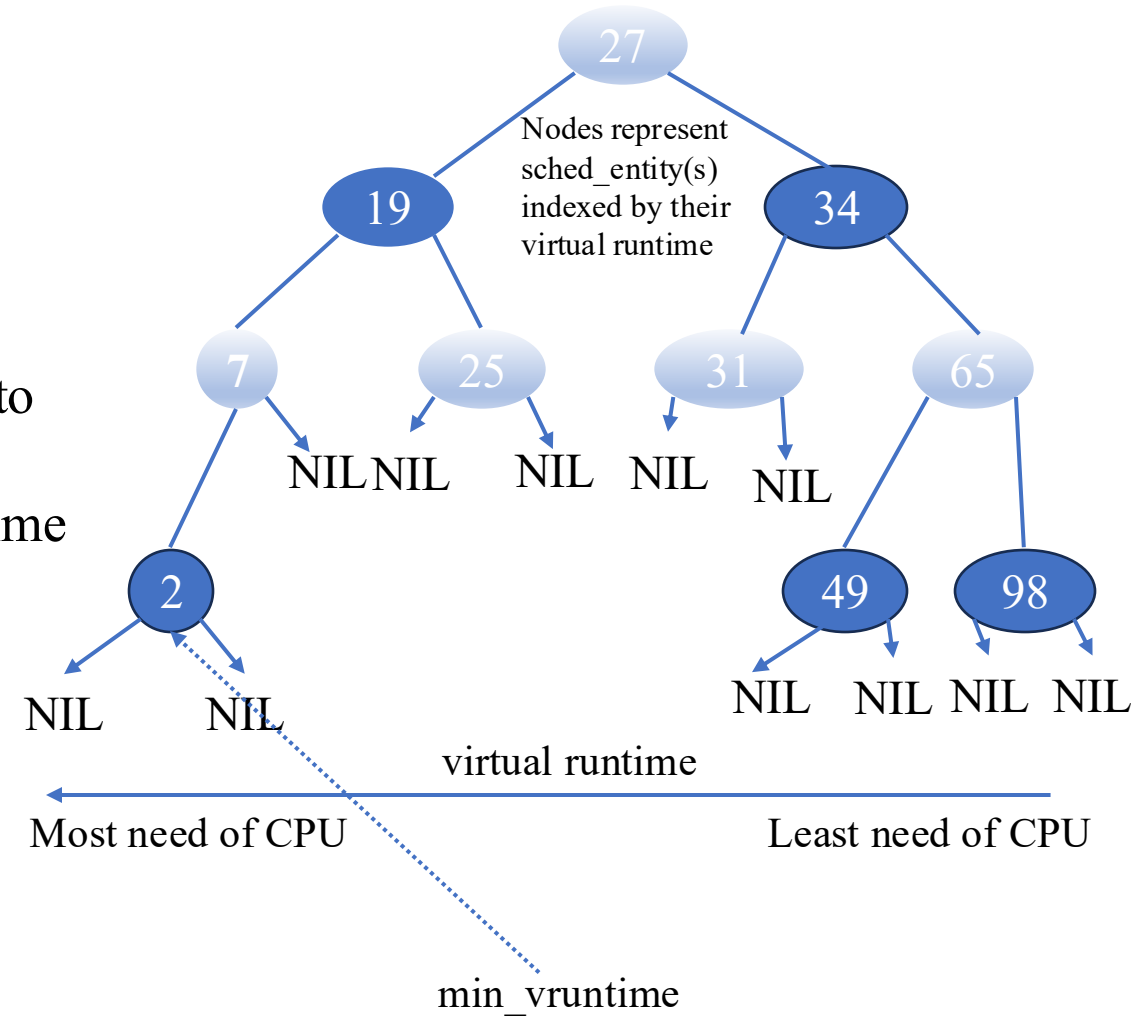 27
Nodes represent
sched_entity(s)
indexed by their
virtual runtime
19
34
7
25
31
65
to
NIL
NIL
NIL
NIL
NIL
me
2
49
98
NIL
NIL
NIL
NIL
NIL
NIL
virtual runtime
Most need of CPU
Least need of CPU
min_vruntime